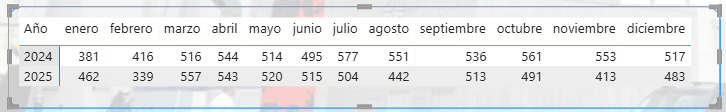 Año enero febrero marzo abril mayo junio julio agosto septiembre octubre noviembre diciembre
2024 381 416 516 544 514 495 577 551 536 561 553 517
2025 462 339 557 543 520 515 504 442 513 491 413 483